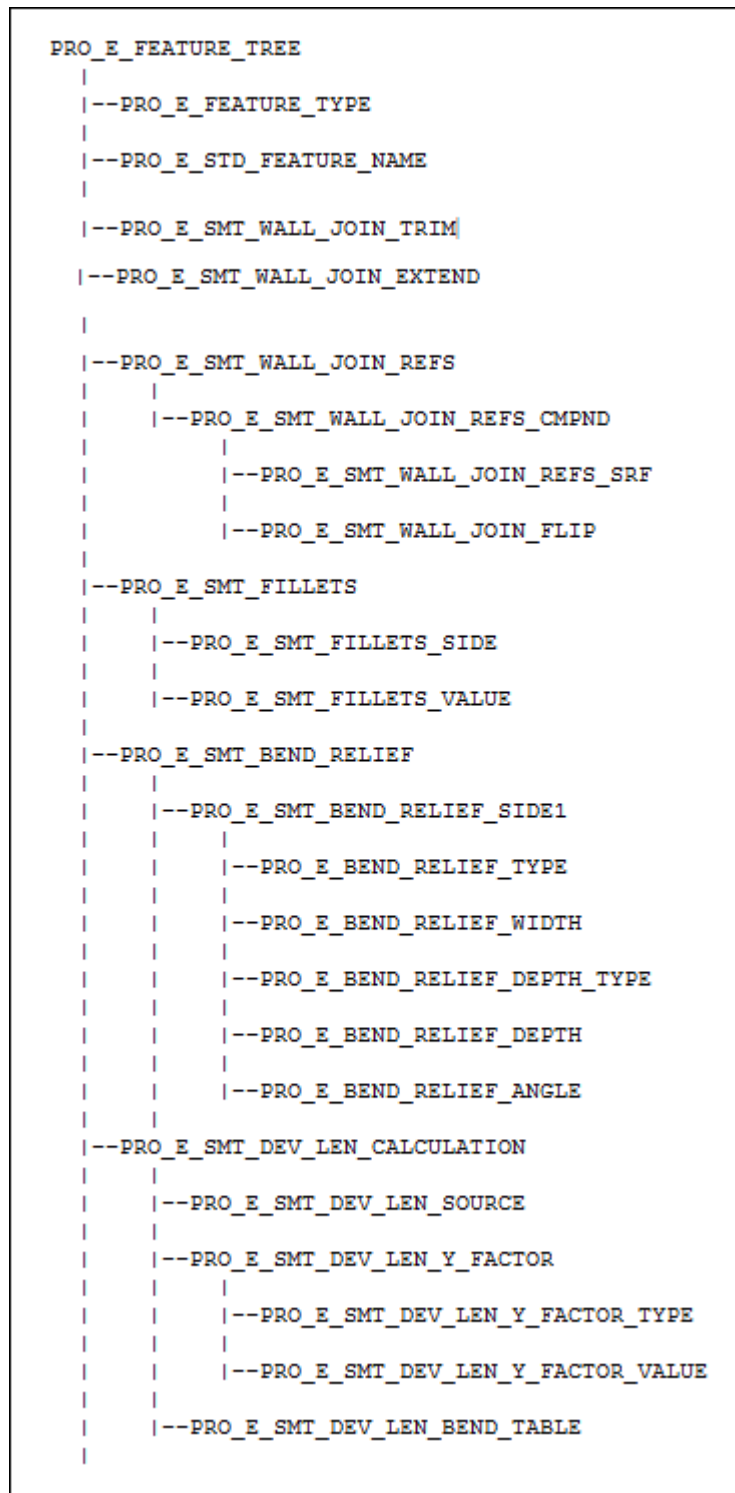 PRO_E_FEATURE_TREE
|
|--PRO_E_FEATURE_TYPE
|
|--PRO_E_STD_FEATURE_NAME
|
|--PRO_E_SMT_WALL_JOIN_TRIM
|--PRO_E_SMT_WALL_JOIN_EXTEND
|
|--PRO_E_SMT_WALL_JOIN_REFS
| |
| |--PRO_E_SMT_WALL_JOIN_REFS_CMPND
| |
| |--PRO_E_SMT_WALL_JOIN_REFS_SRF
| |
| |--PRO_E_SMT_WALL_JOIN_FLIP
|
|--PRO_E_SMT_FILLETS
| |
| |--PRO_E_SMT_FILLETS_SIDE
| |
| |--PRO_E_SMT_FILLETS_VALUE
|
|--PRO_E_SMT_BEND_RELIEF
| |
| |--PRO_E_SMT_BEND_RELIEF_SIDE1
| | |
| | |--PRO_E_BEND_RELIEF_TYPE
| | |
| | |--PRO_E_BEND_RELIEF_WIDTH
| | |
| | |--PRO_E_BEND_RELIEF_DEPTH_TYPE
| | |
| | |--PRO_E_BEND_RELIEF_DEPTH
| | |
| | |--PRO_E_BEND_RELIEF_ANGLE
| |
|--PRO_E_SMT_DEV_LEN_CALCULATION
| |
| |--PRO_E_SMT_DEV_LEN_SOURCE
| |
| |--PRO_E_SMT_DEV_LEN_Y_FACTOR
| | |
| | |--PRO_E_SMT_DEV_LEN_Y_FACTOR_TYPE
| | |
| | |--PRO_E_SMT_DEV_LEN_Y_FACTOR_VALUE
| |
| |--PRO_E_SMT_DEV_LEN_BEND_TABLE
|